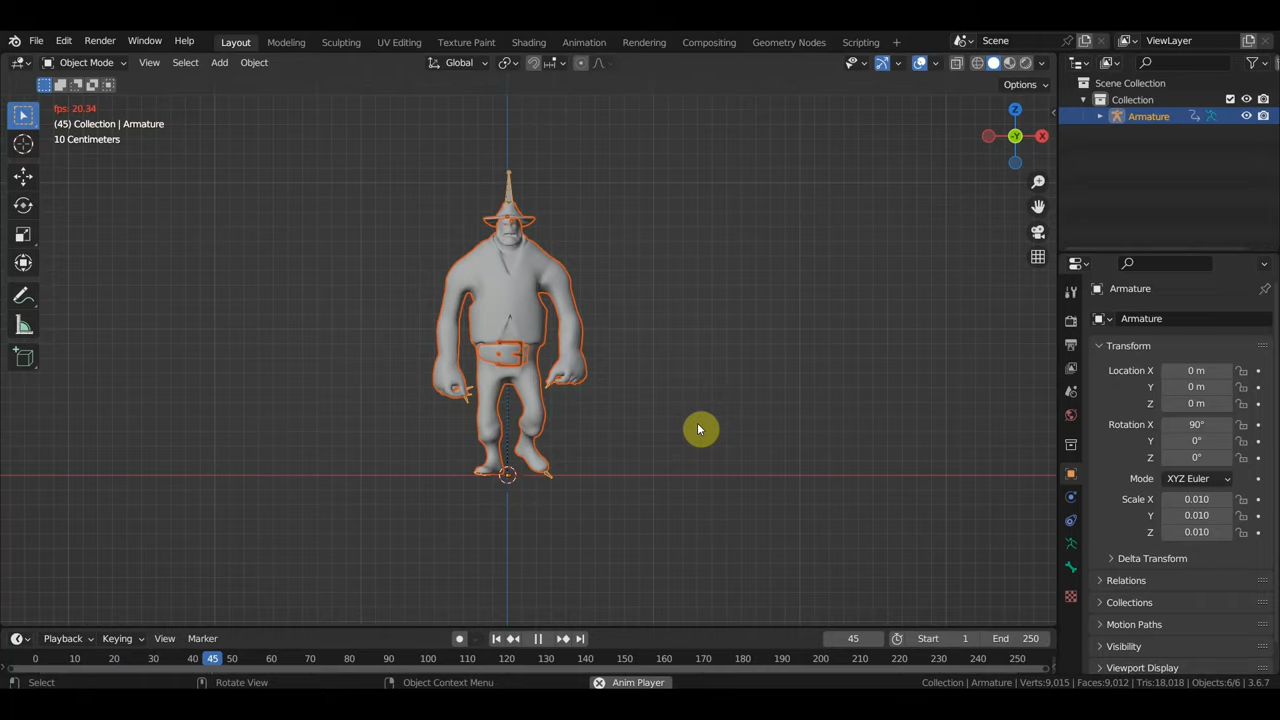 File Edit Render Window Help Layout Modeling Sculpting UV Editing Texture Paint Shading Animation Rendering Compositing Geometry Nodes Scripting + Scene ViewLayer
Object Mode View Select Add Object Global
Options
fps: 20.34
(45) Collection | Armature
10 Centimeters
Z
X
-Y
Scene Collection
Collection
Armature
Armature
Armature
Transform
Location X 0 m
Y 0 m
Z 0 m
Rotation X 90°
Y 0°
Z 0°
Mode XYZ Euler
Scale X 0.010
Y 0.010
Z 0.010
Delta Transform
Relations
Collections
Motion Paths
Visibility
Viewport Display
Playback Keying View Marker 45 Start 1 End 250
0 10 20 30 40 45 50 60 70 80 90 100 110 120 130 140 150 160 170 180 190 200 210 220 230 240 250
Select Rotate View Object Context Menu Anim Player Collection | Armature | Verts:9,015 | Faces:9,012 | Tris:18,018 | Objects:6/6 | 3.6.7